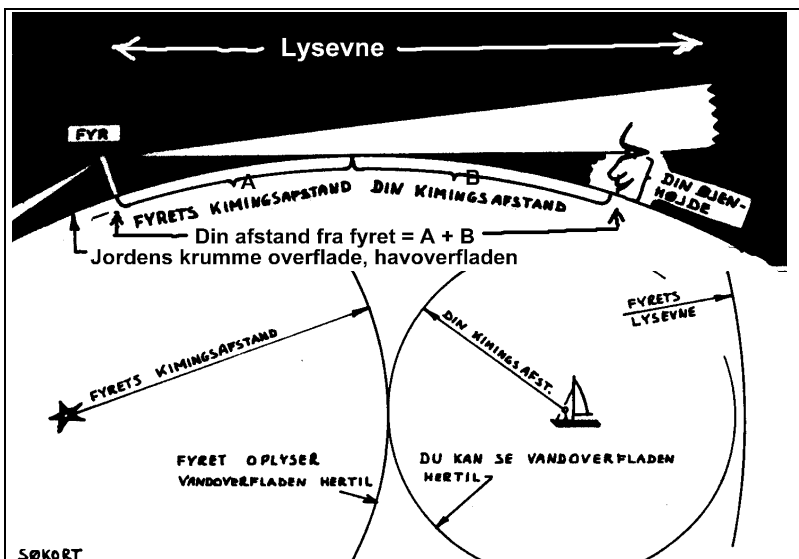 Lysevne
FYR
A
B
FYRETS KIMINGSAFSTAND
DIN KIMINGSAFSTAND
DIN ØJEN-
HØJDE
Din afstand fra fyret = A + B
Jordens krumme overflade, havoverfladen
FYRETS
LYSEVNE
FYRETS KIMINGSAFSTAND
DIN KIMINGSAFST.
FYRET OPLYSER
VANDOVERFLADEN HERTIL
DU KAN SE VANDOVERFLADEN
HERTIL
SØKORT